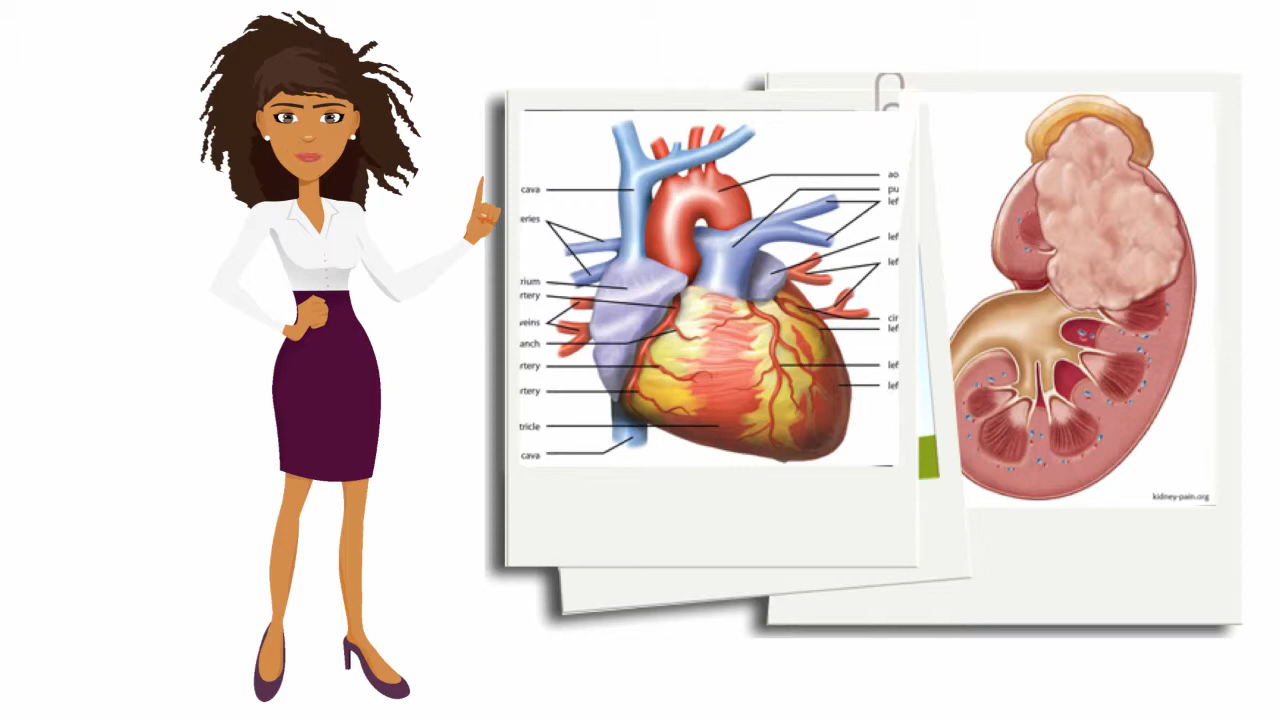 cava
eries
rium
rtery
veins
anch
rtery
rtery
tricle
cava
ao
pu
lef
lef
lef
cir
lef
lef
lef
kidney-pain.org